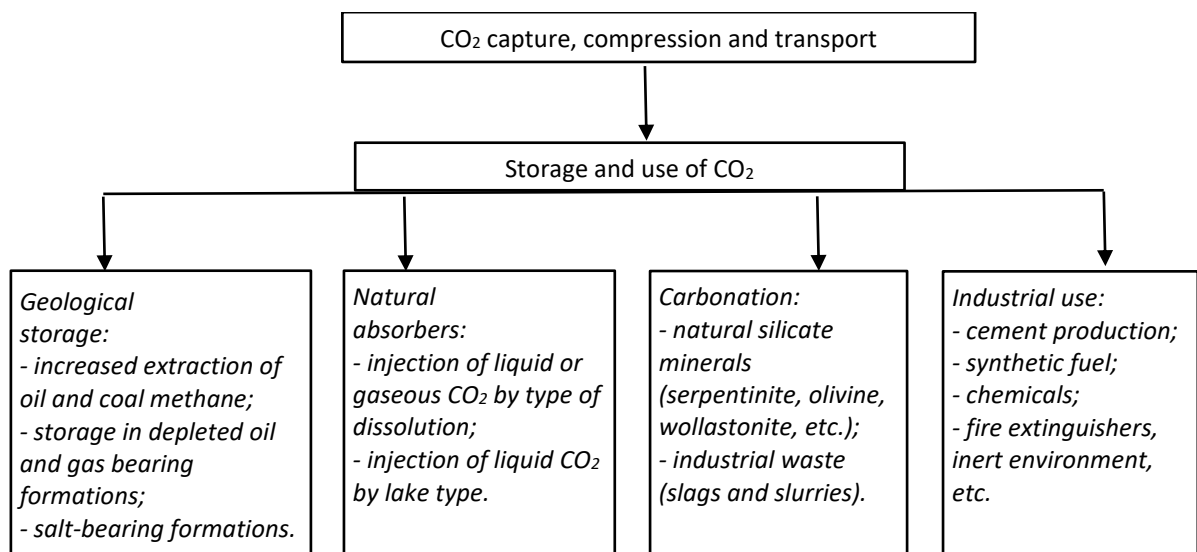 CO₂ capture, compression and transport
Storage and use of CO₂
Geological
storage:
- increased extraction of
oil and coal methane;
- storage in depleted oil
and gas bearing
formations;
- salt-bearing formations.
Natural
absorbers:
- injection of liquid or
gaseous CO₂ by type of
dissolution;
- injection of liquid CO₂
by lake type.
Carbonation:
- natural silicate
minerals
(serpentinite, olivine,
wollastonite, etc.);
- industrial waste
(slags and slurries).
Industrial use:
- cement production;
- synthetic fuel;
- chemicals;
- fire extinguishers,
inert environment,
etc.